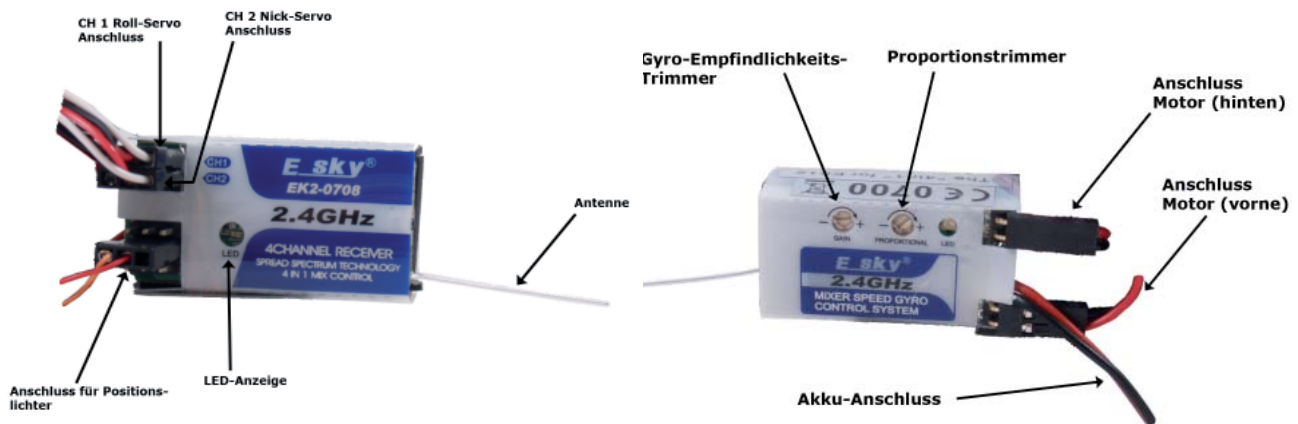 CH 1 Roll-Servo
Anschluss
CH 2 Nick-Servo
Anschluss
CH1
CH2
E_sky®
EK2-0708
2.4GHz
LED
4CHANNEL RECEVER
SPREAD SPECTRUM TECHNOLOGY
4 IN 1 MIX CONTROL
Antenne
Anschluss für Positions-
lichter
LED-Anzeige
Gyro-Empfindlichkeits-
Trimmer
Proportionstrimmer
Anschluss
Motor (hinten)
Anschluss
Motor (vorne)
CE 0700
- +
- +
GAIN
PROPORTIONAL
LED
E_sky®
2.4GHz
MIXER SPEED GYRO
CONTROL SYSTEM
Akku-Anschluss